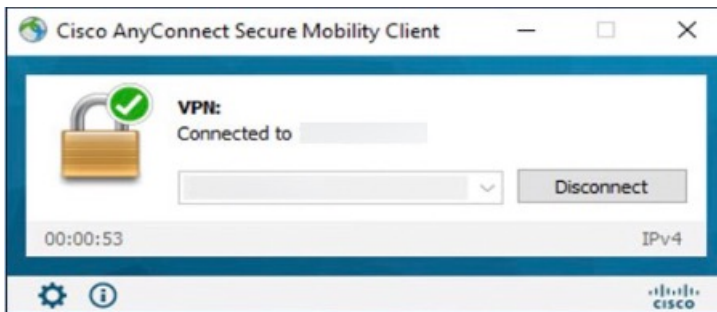 Cisco AnyConnect Secure Mobility Client
VPN:
Connected to
Disconnect
00:00:53
IPv4
CISCO